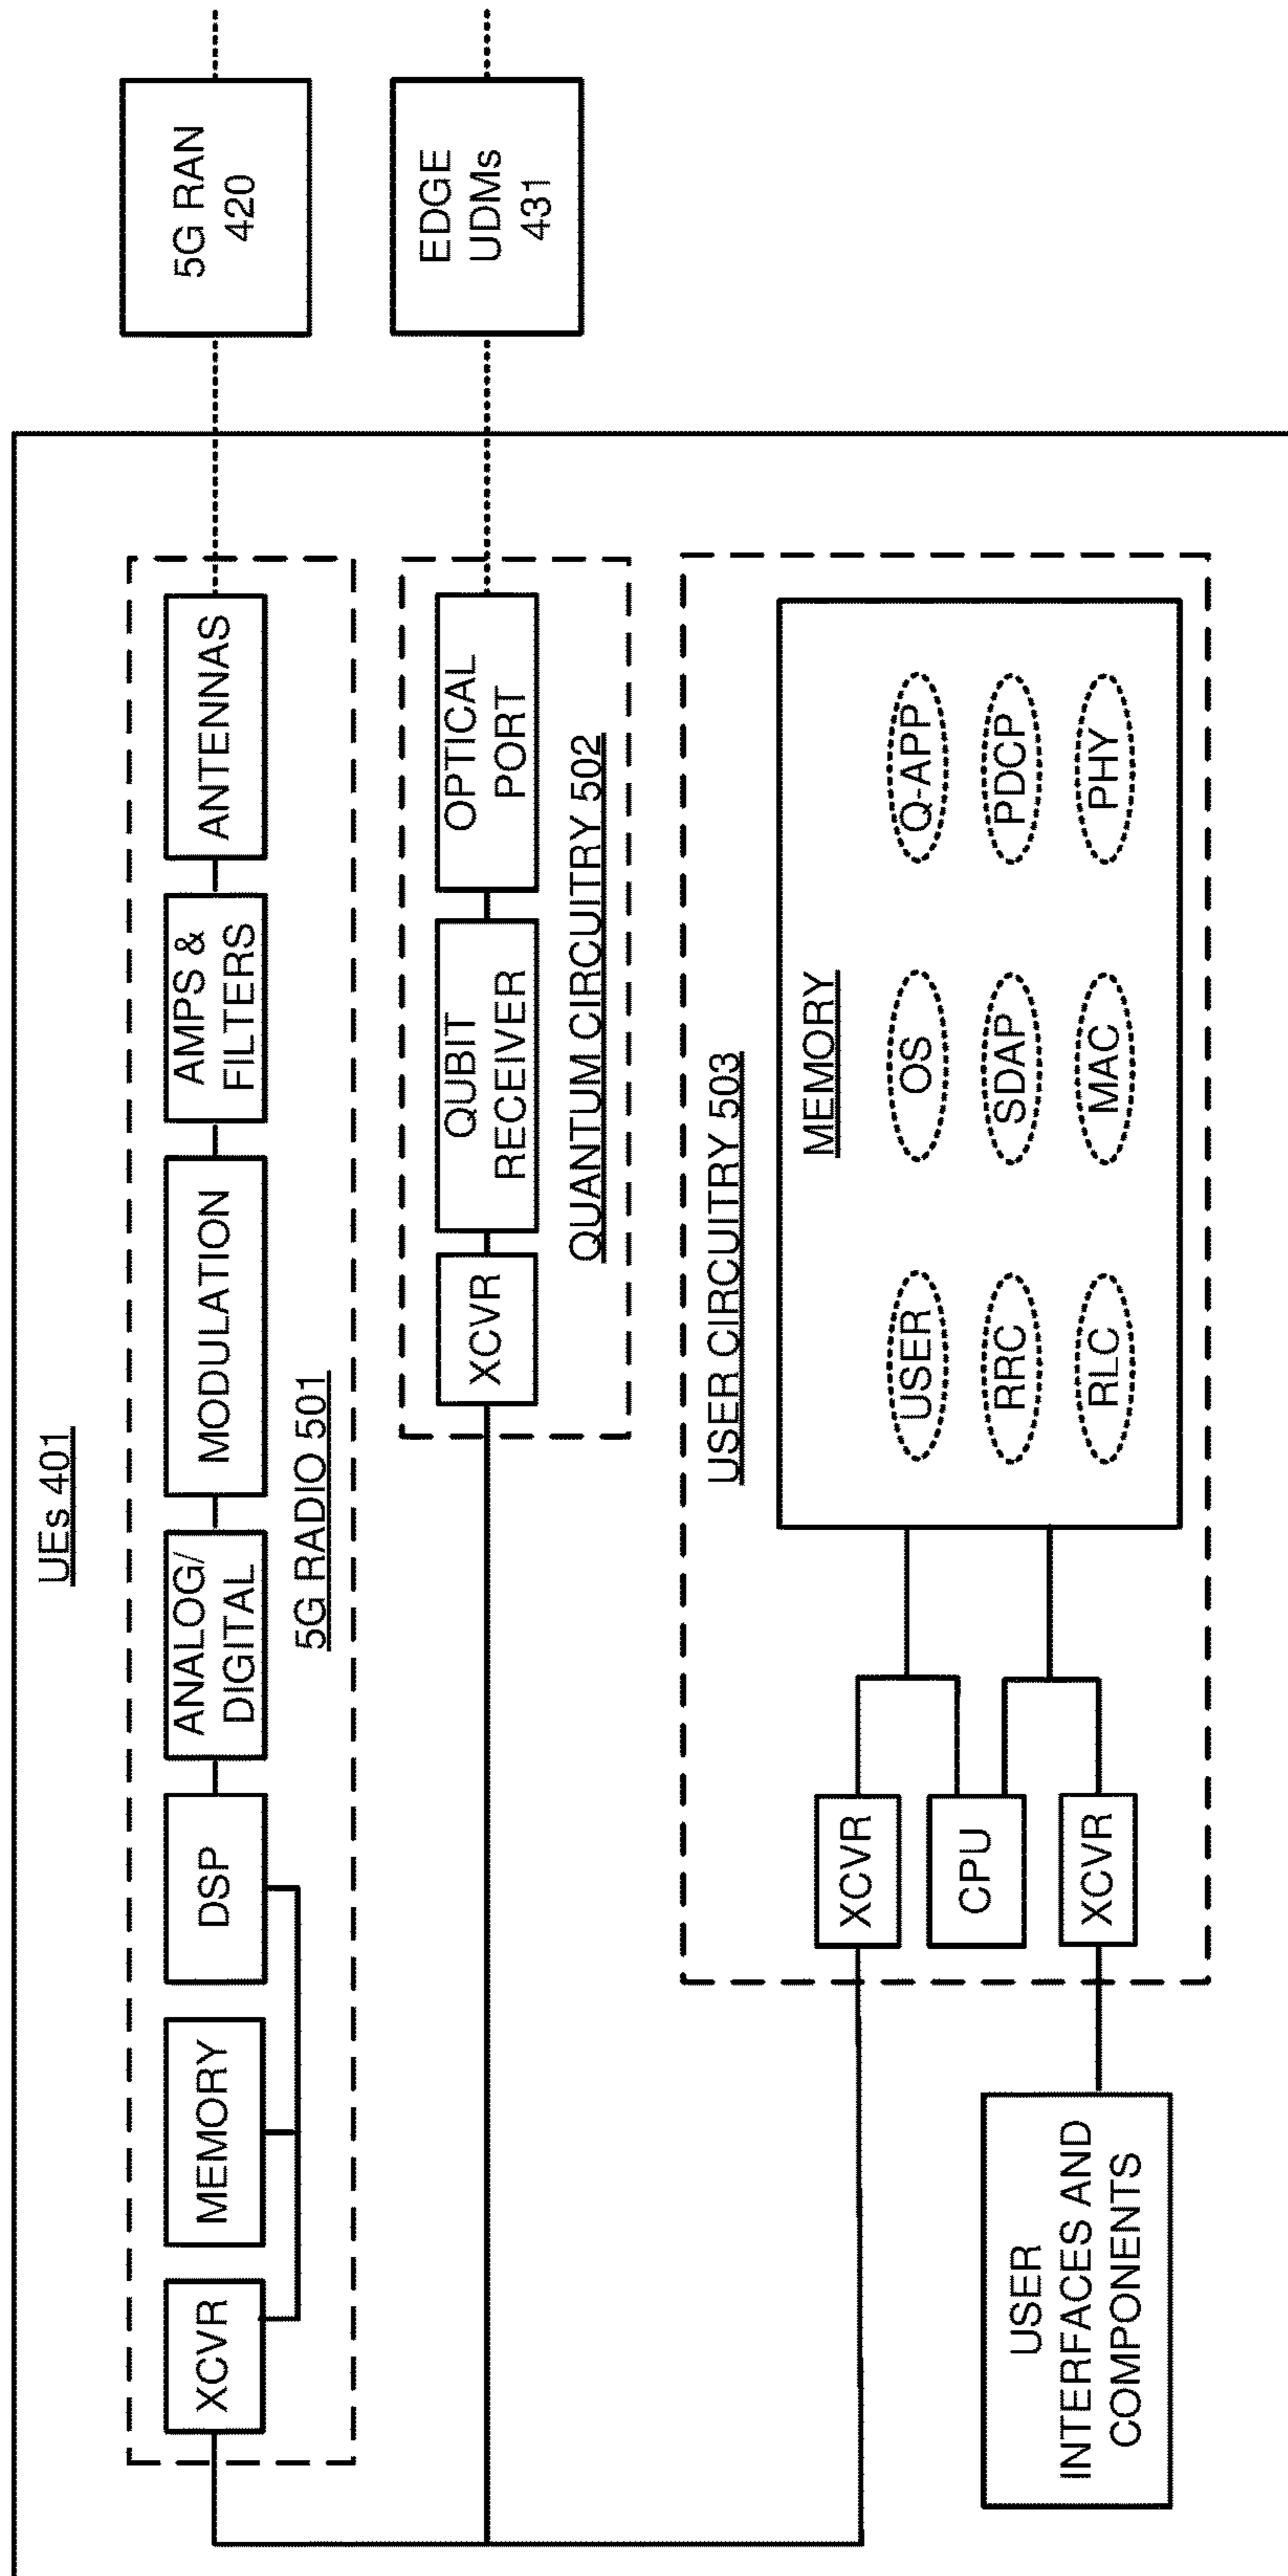 UEs 401
XCVR
MEMORY
DSP
ANALOG/
DIGITAL
MODULATION
AMPS &
FILTERS
ANTENNAS
5G RADIO 501
5G RAN
420
XCVR
QUBIT
RECEIVER
OPTICAL
PORT
QUANTUM CIRCUITRY 502
EDGE
UDMs
431
USER CIRCUITRY 503
XCVR
CPU
XCVR
MEMORY
USER
OS
Q-APP
RRC
SDAP
PDCP
RLC
MAC
PHY
USER
INTERFACES AND
COMPONENTS